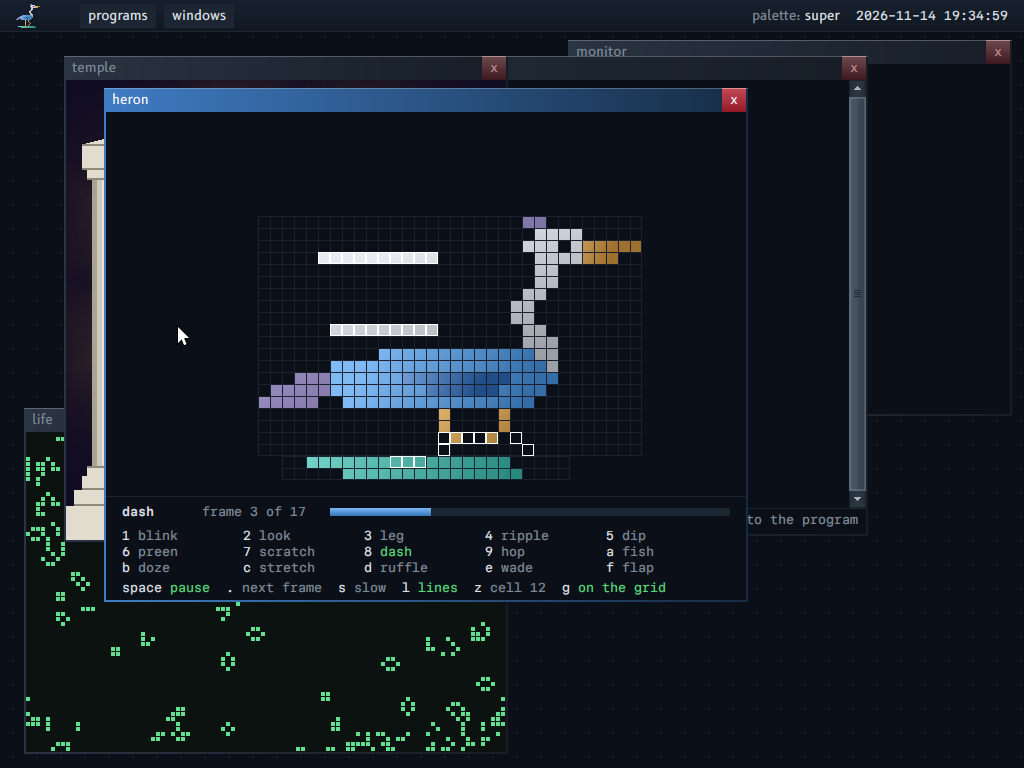 programs windows palette: super 2026-11-14 19:34:59
monitor x
temple x x
heron x
life
to the program
dash frame 3 of 17
1 blink 2 look 3 leg 4 ripple 5 dip
6 preen 7 scratch 8 dash 9 hop a fish
b doze c stretch d ruffle e wade f flap
space pause . next frame s slow l lines z cell 12 g on the grid